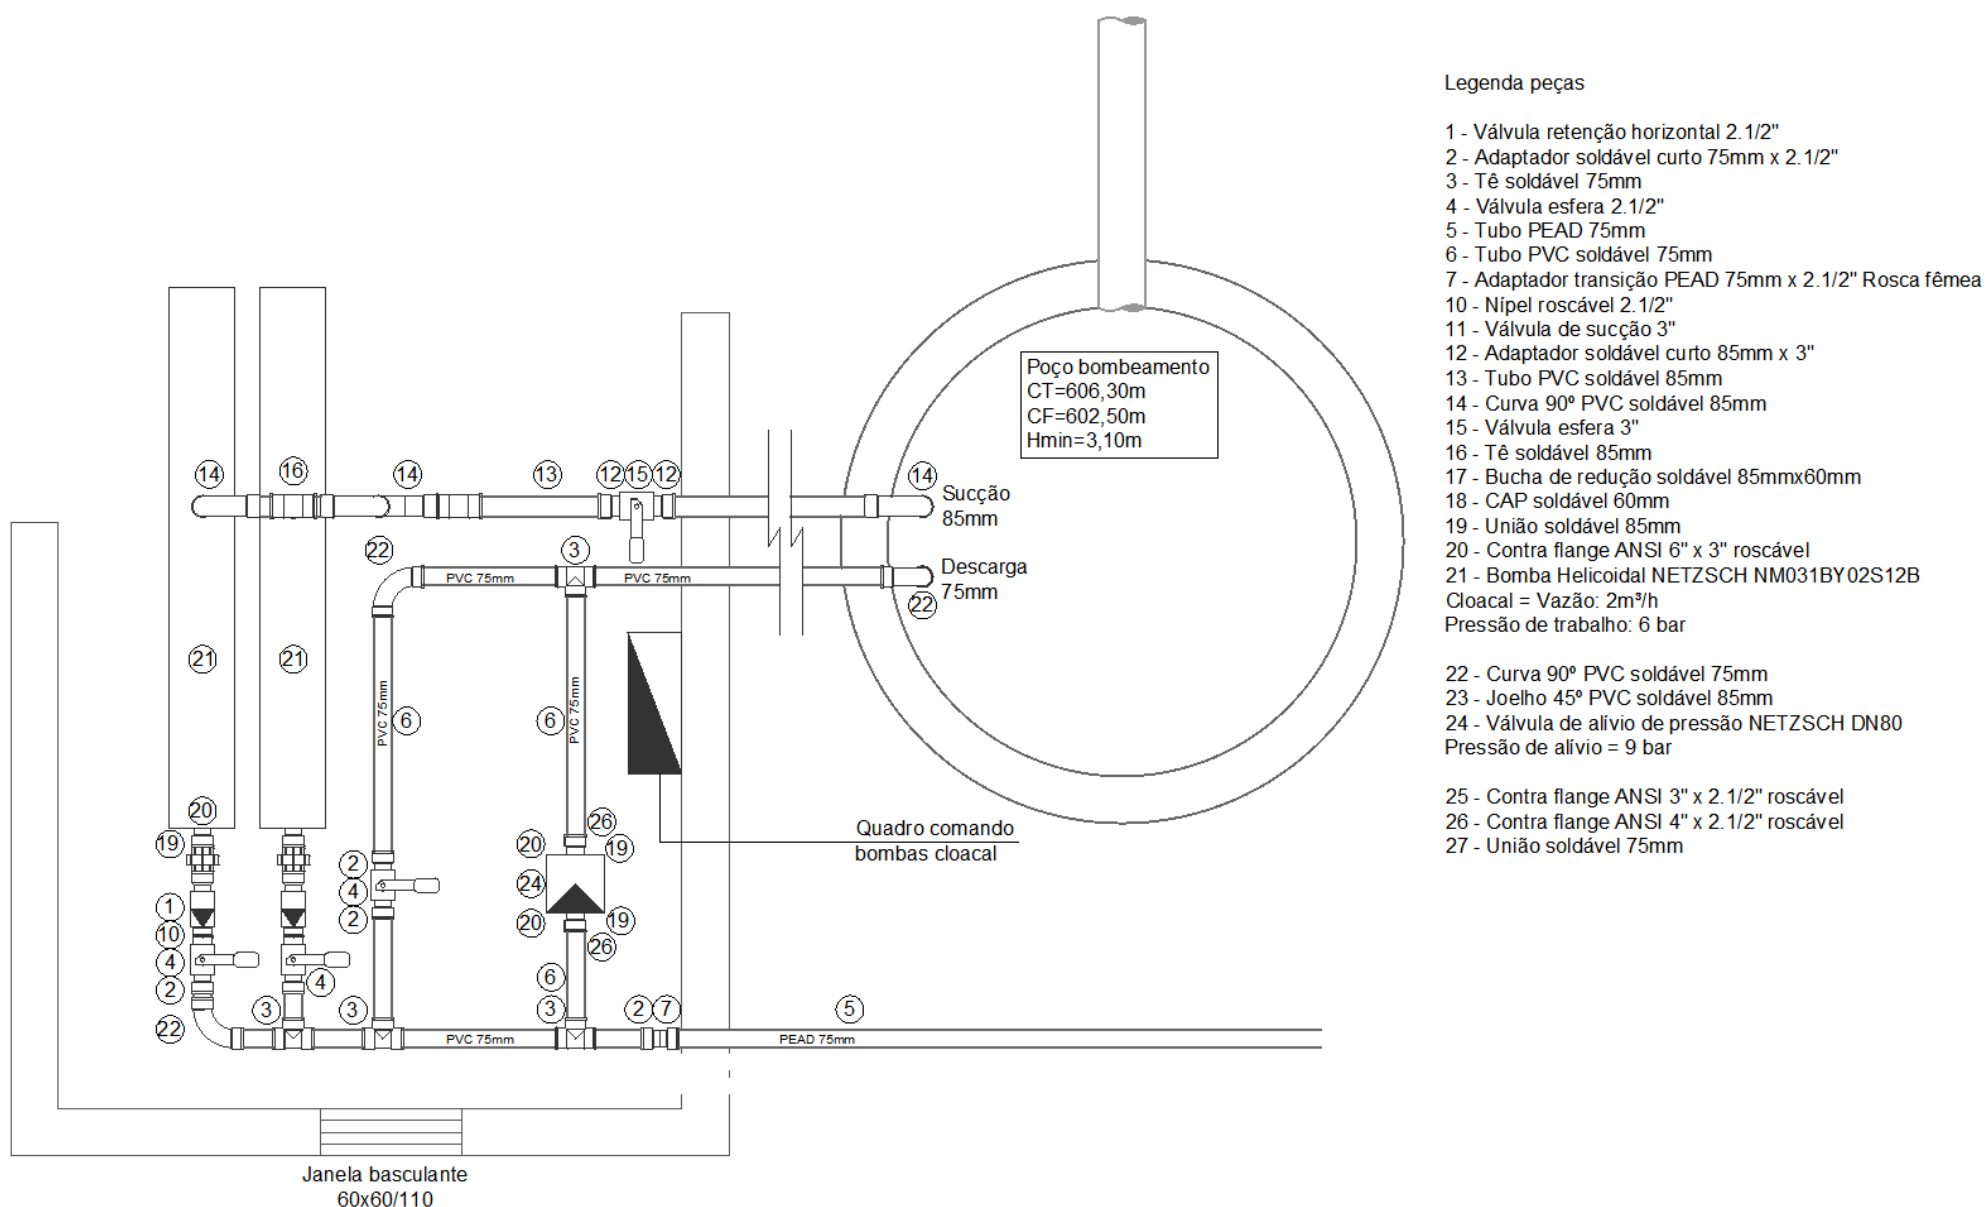 Legenda peças
1 - Válvula retenção horizontal 2.1/2"
2 - Adaptador soldável curto 75mm x 2.1/2"
3 - Tê soldável 75mm
4 - Válvula esfera 2.1/2"
5 - Tubo PEAD 75mm
6 - Tubo PVC soldável 75mm
7 - Adaptador transição PEAD 75mm x 2.1/2" Rosca fêmea
10 - Nípel roscável 2.1/2"
11 - Válvula de sucção 3"
12 - Adaptador soldável curto 85mm x 3"
13 - Tubo PVC soldável 85mm
14 - Curva 90º PVC soldável 85mm
15 - Válvula esfera 3"
16 - Tê soldável 85mm
17 - Bucha de redução soldável 85mmx60mm
18 - CAP soldável 60mm
19 - União soldável 85mm
20 - Contra flange ANSI 6" x 3" roscável
21 - Bomba Helicoidal NETZSCH NM031BY02S12B
Cloacal = Vazão: 2m³/h
Pressão de trabalho: 6 bar
22 - Curva 90º PVC soldável 75mm
23 - Joelho 45º PVC soldável 85mm
24 - Válvula de alívio de pressão NETZSCH DN80
Pressão de alívio = 9 bar
25 - Contra flange ANSI 3" x 2.1/2" roscável
26 - Contra flange ANSI 4" x 2.1/2" roscável
27 - União soldável 75mm
Poço bombeamento
CT=606,30m
CF=602,50m
Hmin=3,10m
14
16
14
13
12
15
12
14
Sucção
85mm
22
3
PVC 75mm
PVC 75mm
Descarga
75mm
22
21
21
PVC 75mm
6
6
PVC 75mm
20
26
Quadro comando
bombas cloacal
19
20
19
2
24
4
1
2
20
19
10
26
4
4
6
2
3
3
3
2
7
5
22
PVC 75mm
PEAD 75mm
Janela basculante
60x60/110